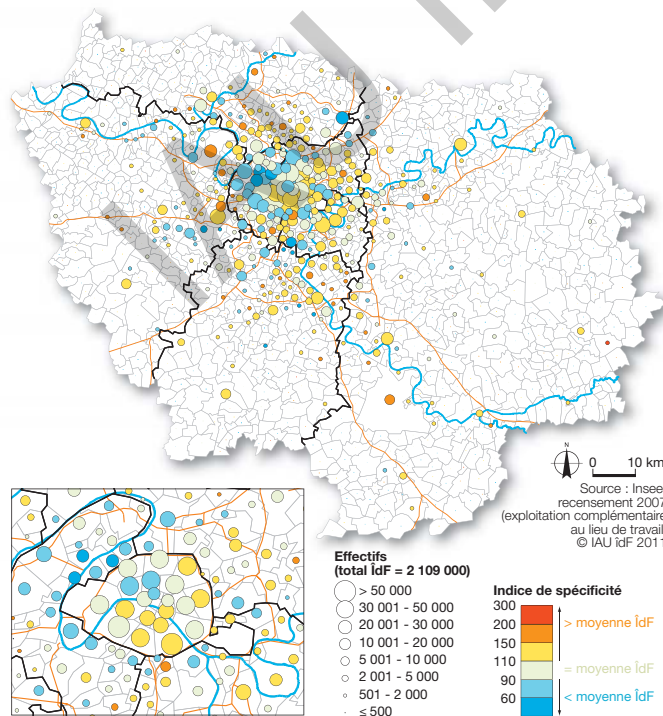 N
0 10 km
Source : Insee
recensement 2007
(exploitation complémentaire
au lieu de travail
© IAU îdF 2011
Effectifs
(total ÎdF = 2 109 000)
> 50 000
30 001 - 50 000
20 001 - 30 000
10 001 - 20 000
5 001 - 10 000
2 001 - 5 000
501 - 2 000
≤ 500
Indice de spécificité
300
200
150
110
90
60
> moyenne ÎdF
= moyenne ÎdF
< moyenne ÎdF